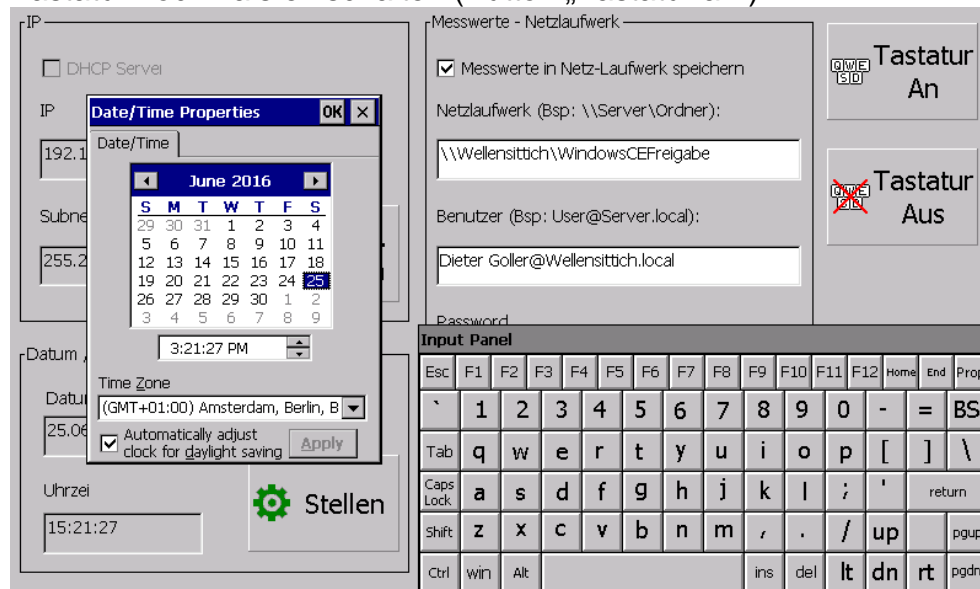 IP
DHCP Server
IP
192.1
Subne
255.2
Date/Time Properties OK ×
Date/Time
June 2016
S M T W T F S
29 30 31 1 2 3 4
5 6 7 8 9 10 11
12 13 14 15 16 17 18
19 20 21 22 23 24 25
26 27 28 29 30 1 2
3 4 5 6 7 8 9
3:21:27 PM
Time Zone
(GMT+01:00) Amsterdam, Berlin, B
Automatically adjust
clock for daylight saving
Apply
Datum /
Datu
25.06
Uhrzei
15:21:27
Stellen
Messwerte - Netzlaufwerk
Messwerte in Netz-Laufwerk speichern
Netzlaufwerk (Bsp: \\Server\Ordner):
\\Wellensittich\WindowsCEFreigabe
Benutzer (Bsp: User@Server.local):
Dieter Goller@Wellensittich.local
Password
QWE
SD
Tastatur
An
QWE
SD
Tastatur
Aus
Input Panel
Esc F1 F2 F3 F4 F5 F6 F7 F8 F9 F10 F11 F12 Home End Prop
` 1 2 3 4 5 6 7 8 9 0 - = BS
Tab q w e r t y u i o p [ ] \
Caps Lock a s d f g h j k l ; ' return
Shift z x c v b n m , . / up pgup
Ctrl win Alt ins del lt dn rt pgdn